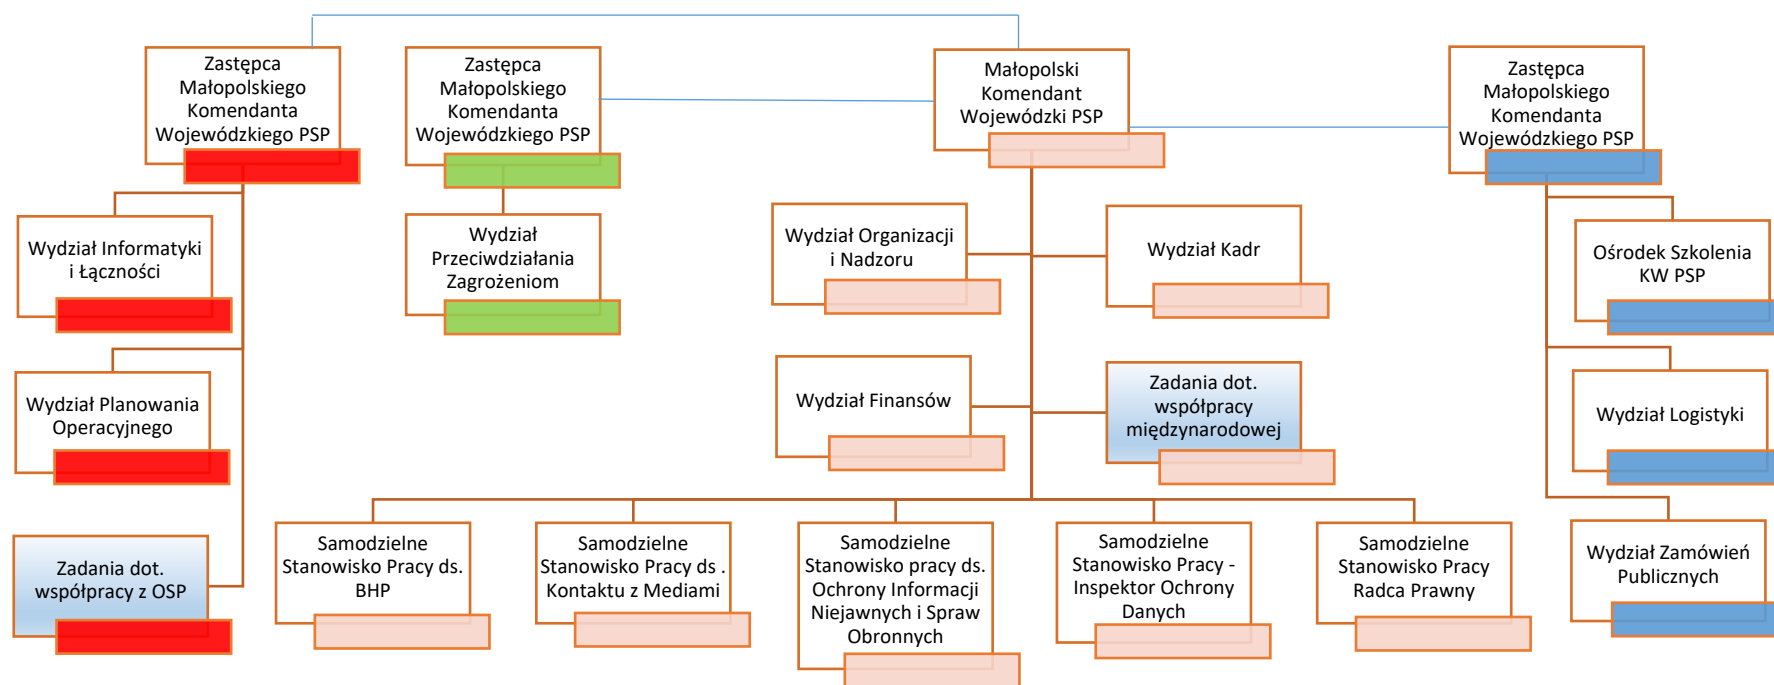 Zastępca
Małopolskiego
Komendanta
Wojewódzkiego PSP
Zastępca
Małopolskiego
Komendanta
Wojewódzkiego PSP
Małopolski
Komendant
Wojewódzki PSP
Zastępca
Małopolskiego
Komendanta
Wojewódzkiego PSP
Wydział Informatyki
i Łączności
Wydział
Przeciwdziałania
Zagrożeniom
Wydział Organizacji
i Nadzoru
Wydział Kadr
Ośrodek Szkolenia
KW PSP
Wydział Planowania
Operacyjnego
Wydział Finansów
Zadania dot.
współpracy
międzynarodowej
Wydział Logistyki
Zadania dot.
współpracy z OSP
Samodzielne
Stanowisko Pracy ds.
BHP
Samodzielne
Stanowisko Pracy ds .
Kontaktu z Mediami
Samodzielne
Stanowisko pracy ds.
Ochrony Informacji
Niejawnych i Spraw
Obronnych
Samodzielne
Stanowisko Pracy -
Inspektor Ochrony
Danych
Samodzielne
Stanowisko Pracy
Radca Prawny
Wydział Zamówień
Publicznych